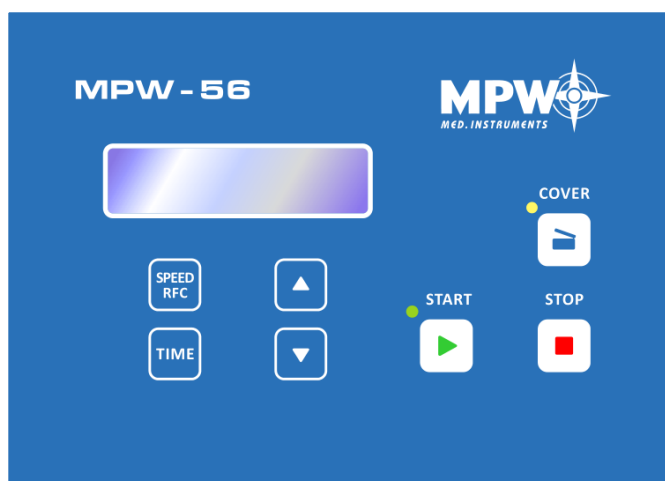 MPW - 56
MPW
MED. INSTRUMENTS
COVER
SPEED
RFC
START
STOP
TIME